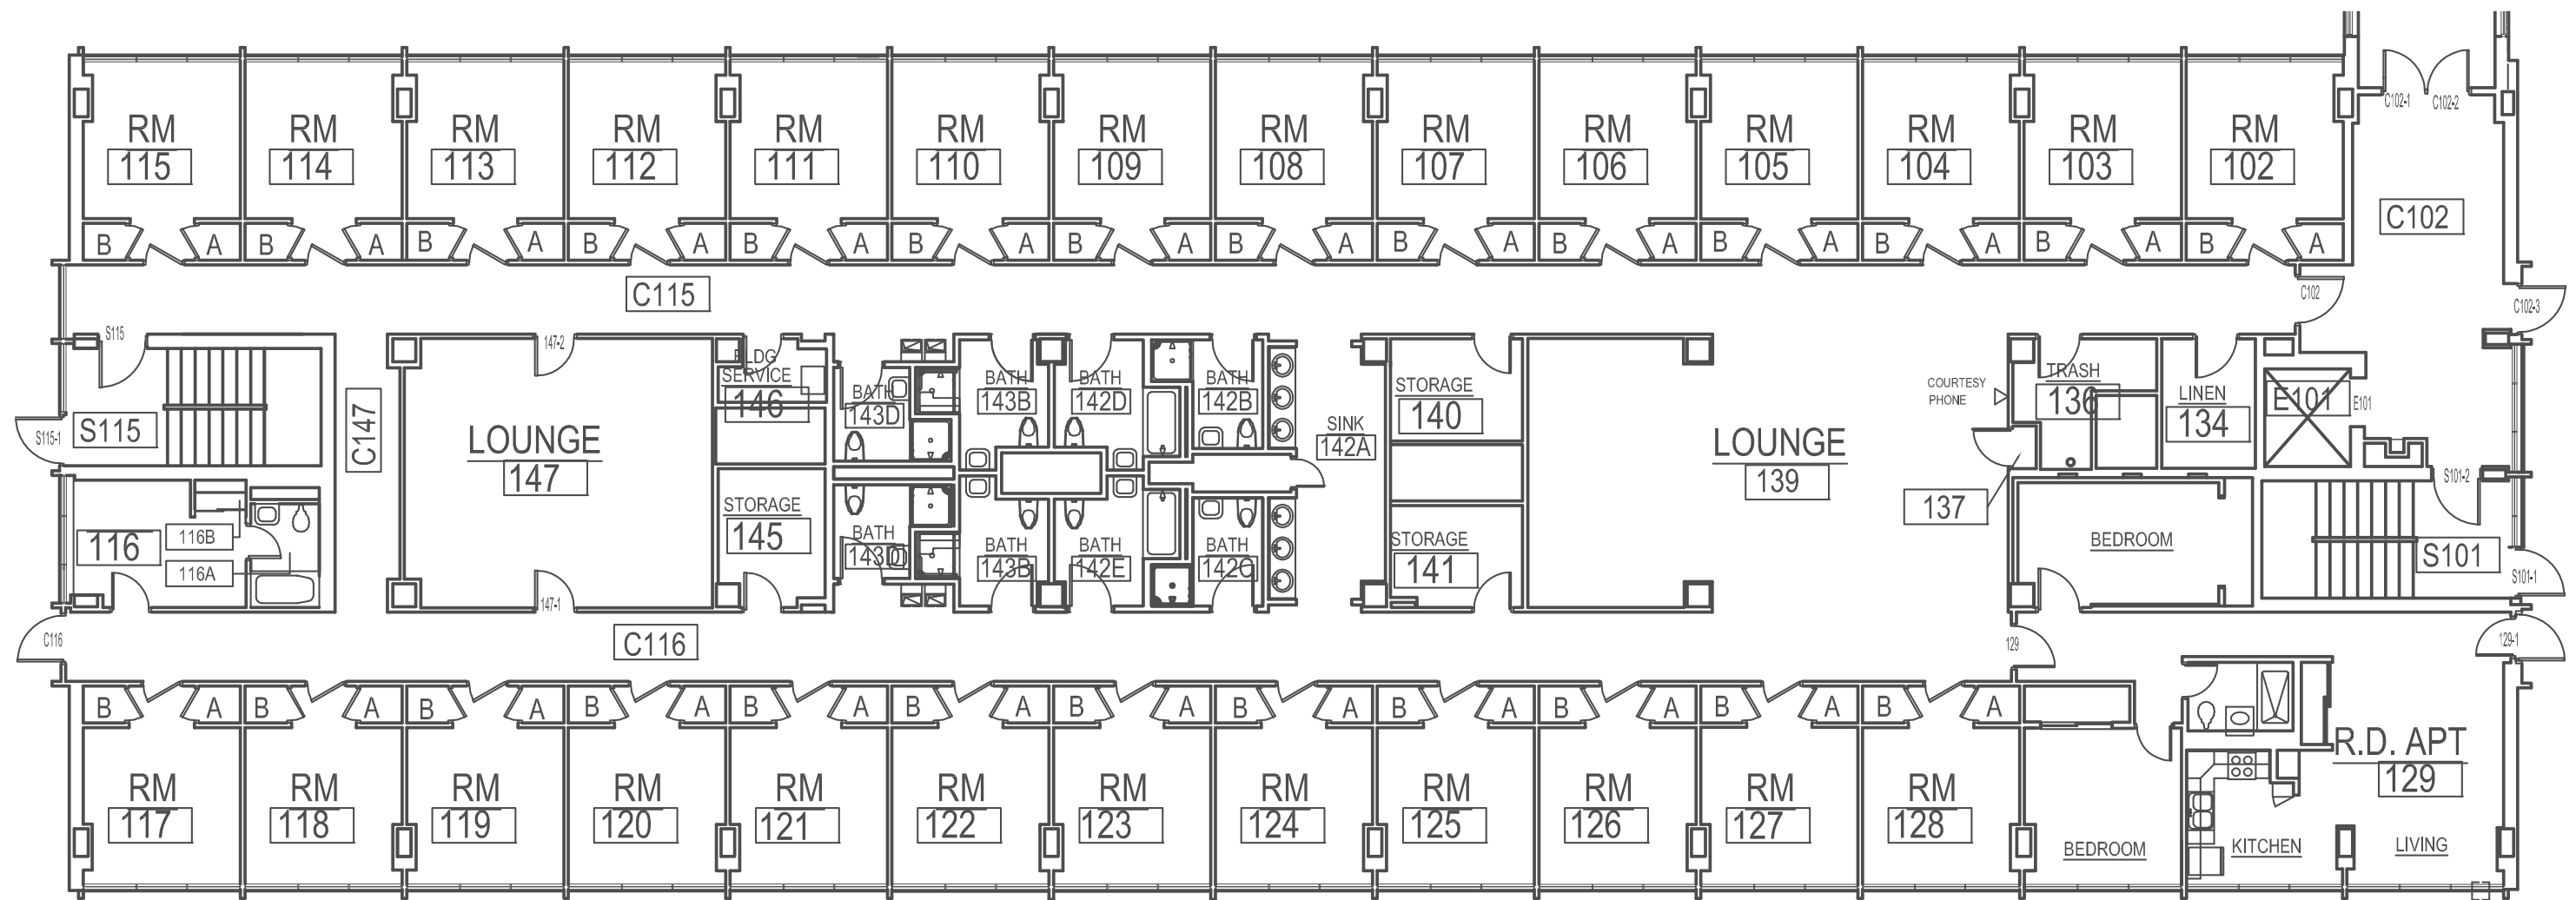 C102-1 C102-2
RM RM RM RM RM RM RM RM RM RM RM RM RM RM
115 114 113 112 111 110 109 108 107 106 105 104 103 102
C102
B A B A B A B A B A B A B A B A B A B A B A B A B A B A
C115
C102
C102-3
S115
147-2
BLDG
SERVICE
146
BATH
143D
BATH
143B
BATH
142D
BATH
142B
SINK
142A
STORAGE
140
COURTESY
PHONE
TRASH
136
LINEN
134
E101
E101
S115-1
S115
C147
LOUNGE
147
LOUNGE
139
S101-2
116
116B
116A
STORAGE
145
BATH
143D
BATH
143B
BATH
142E
BATH
142C
STORAGE
141
137
BEDROOM
S101
S101-1
147-1
C116
C116
129
129-1
B A B A B A B A B A B A B A B A B A B A B A B A
R.D. APT
129
RM RM RM RM RM RM RM RM RM RM RM RM
117 118 119 120 121 122 123 124 125 126 127 128
BEDROOM
KITCHEN
LIVING